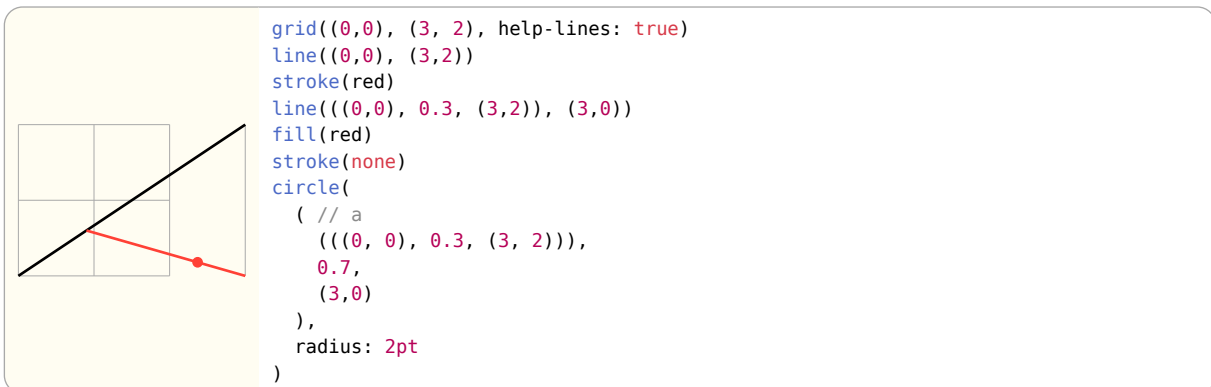 grid((0,0), (3, 2), help-lines: true)
line((0,0), (3,2))
stroke(red)
line(((0,0), 0.3, (3,2)), (3,0))
fill(red)
stroke(none)
circle(
  ( // a
    (((0, 0), 0.3, (3, 2))),
    0.7,
    (3,0)
  ),
  radius: 2pt
)